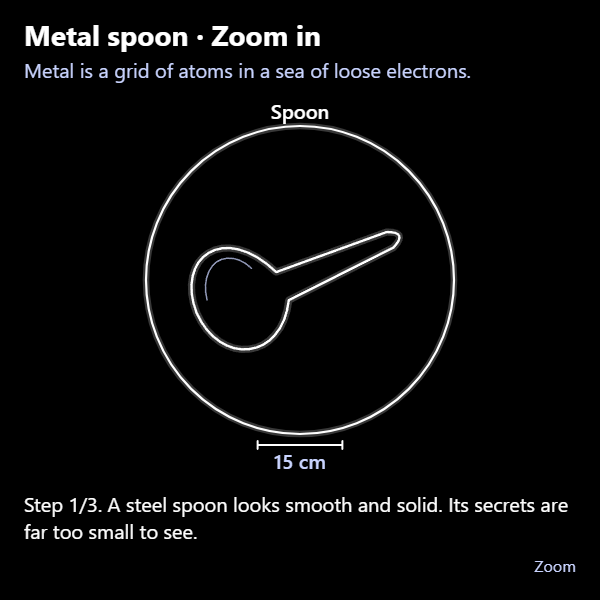 Metal spoon · Zoom in
Metal is a grid of atoms in a sea of loose electrons.
Spoon
15 cm
Step 1/3. A steel spoon looks smooth and solid. Its secrets are
far too small to see.
Zoom